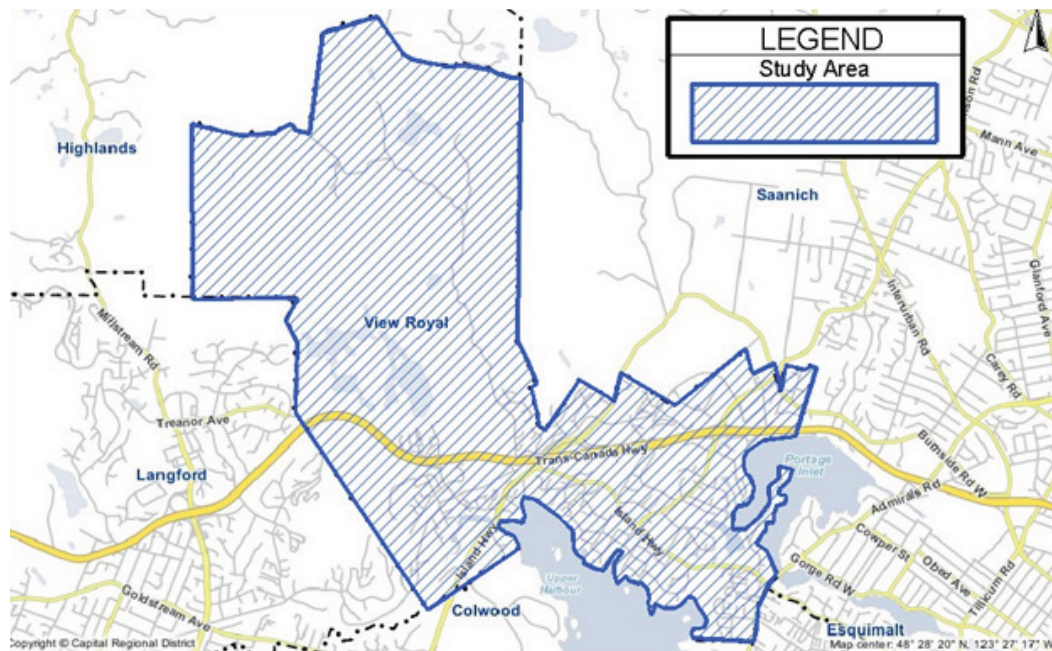 LEGEND
Study Area
Highlands
Mann Ave
Saanich
Glanford Ave
Interurban Rd
View Royal
Millstream Rd
Carey Rd
Treanor Ave
Trans-Canada Hwy
Burnside Rd W
Portage
Inlet
Langford
Admirals Rd
Island Hwy
Island Hwy
Cowper St
Obed Ave
Gorge Rd W
Tillicum Rd
Upper
Harbour
Goldstream Ave
Colwood
Esquimalt
Copyright © Capital Regional District
Map center: 48° 28' 20" N, 123° 27' 17" W